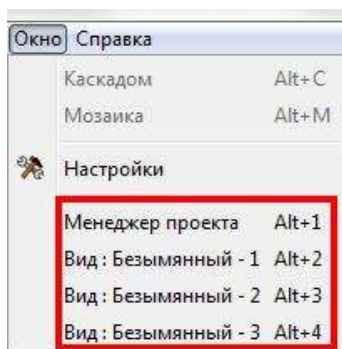 Окно Справка
Каскадом Alt+C
Мозаика Alt+M
Настройки
Менеджер проекта Alt+1
Вид : Безымянный - 1 Alt+2
Вид : Безымянный - 2 Alt+3
Вид : Безымянный - 3 Alt+4